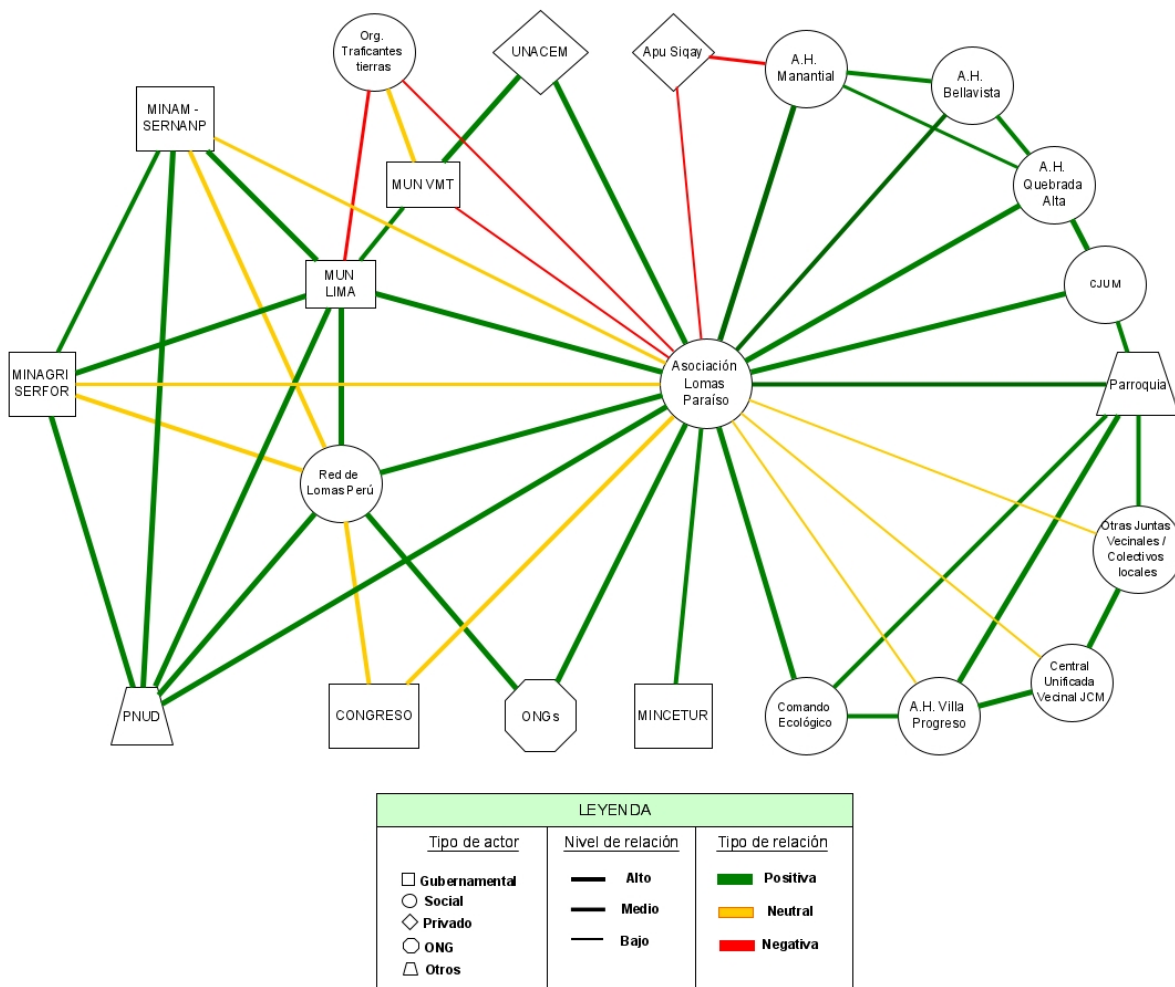 Org.
Traficantes
tierras
UNACEM
Apu Siqay
A.H.
Manantial
A.H.
Bellavista
MINAM -
SERNANP
MUN VMT
A.H.
Quebrada
Alta
MUN
LIMA
CJUM
MINAGRI
SERFOR
Asociación
Lomas
Paraíso
Parroquia
Red de
Lomas Perú
Otras Juntas
Vecinales /
Colectivos
locales
PNUD
CONGRESO
ONGs
MINCETUR
Comando
Ecológico
A.H. Villa
Progreso
Central
Unificada
Vecinal JCM
LEYENDA
Tipo de actor
Gubernamental
Social
Privado
ONG
Otros
Nivel de relación
Alto
Medio
Bajo
Tipo de relación
Positiva
Neutral
Negativa